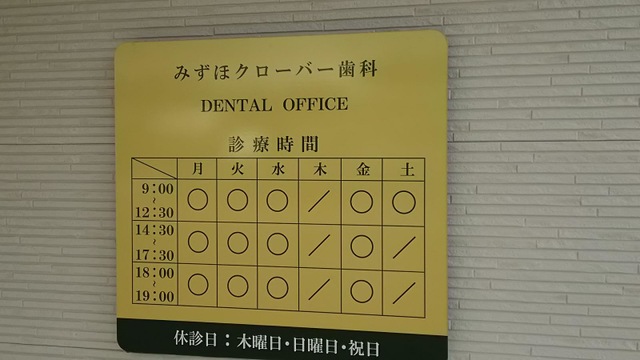 みずほクローバー歯科
DENTAL OFFICE
診療時間
月 火 水 木 金 土
9:00~12:30 ○ ○ ○ / ○ ○
14:30~17:30 ○ ○ ○ / ○ /
18:00~19:00 ○ ○ ○ / ○ /
休診日:木曜日・日曜日・祝日